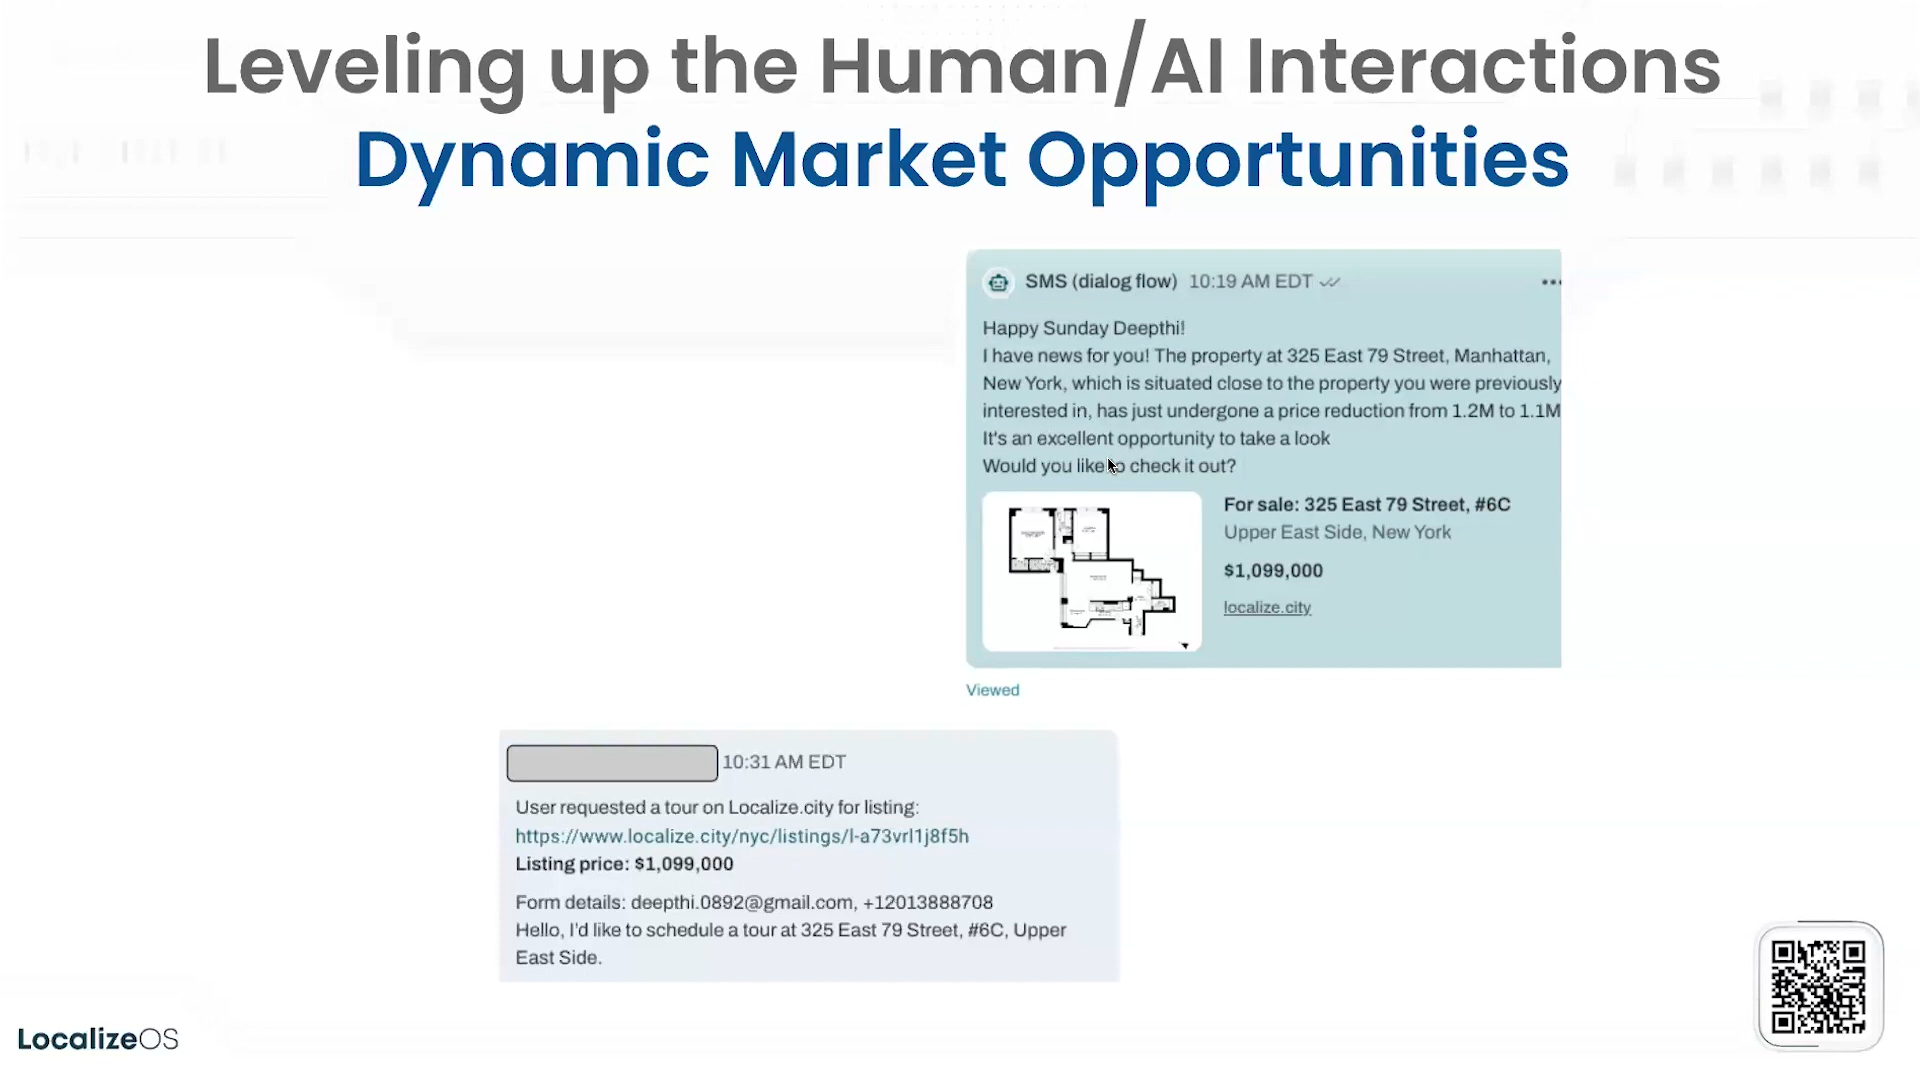 Leveling up the Human/AI Interactions
Dynamic Market Opportunities
SMS (dialog flow) 10:19 AM EDT
Happy Sunday Deepthi!
I have news for you! The property at 325 East 79 Street, Manhattan,
New York, which is situated close to the property you were previously
interested in, has just undergone a price reduction from 1.2M to 1.1M
It's an excellent opportunity to take a look
Would you like to check it out?
For sale: 325 East 79 Street, #6C
Upper East Side, New York
$1,099,000
localize.city
Viewed
10:31 AM EDT
User requested a tour on Localize.city for listing:
https://www.localize.city/nyc/listings/l-a73vrl1j8f5h
Listing price: $1,099,000
Form details: deepthi.0892@gmail.com, +12013888708
Hello, I'd like to schedule a tour at 325 East 79 Street, #6C, Upper
East Side.
LocalizeOS